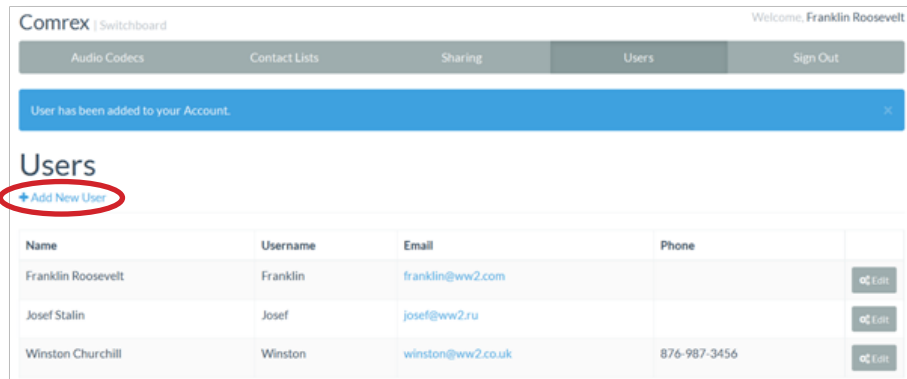 Comrex | Switchboard
Welcome, Franklin Roosevelt
Audio Codecs Contact Lists Sharing Users Sign Out
User has been added to your Account. ×
Users
+ Add New User
Name Username Email Phone
Franklin Roosevelt Franklin franklin@ww2.com Edit
Josef Stalin Josef josef@ww2.ru Edit
Winston Churchill Winston winston@ww2.co.uk 876-987-3456 Edit